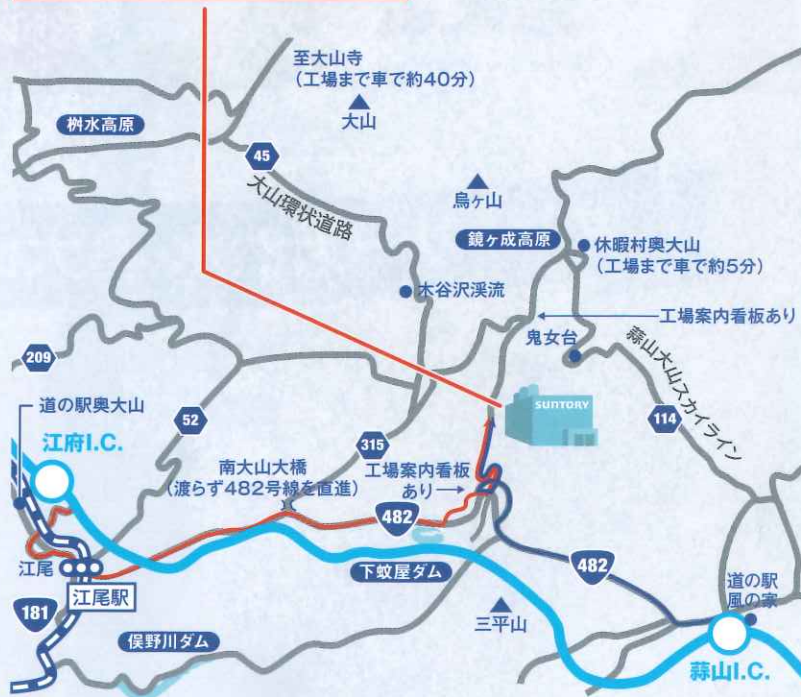 至大山寺
(工場まで車で約40分)
大山
桝水高原
45
大山環状道路
烏ヶ山
鏡ヶ成高原
休暇村奥大山
(工場まで車で約5分)
木谷沢渓流
工場案内看板あり
鬼女台
蒜山大山スカイライン
209
道の駅奥大山
52
SUNTORY
114
江府I.C.
315
南大山大橋
(渡らず482号線を直進)
工場案内看板
あり
482
江尾
下蚊屋ダム
482
道の駅
風の家
181
江尾駅
俣野川ダム
三平山
蒜山I.C.